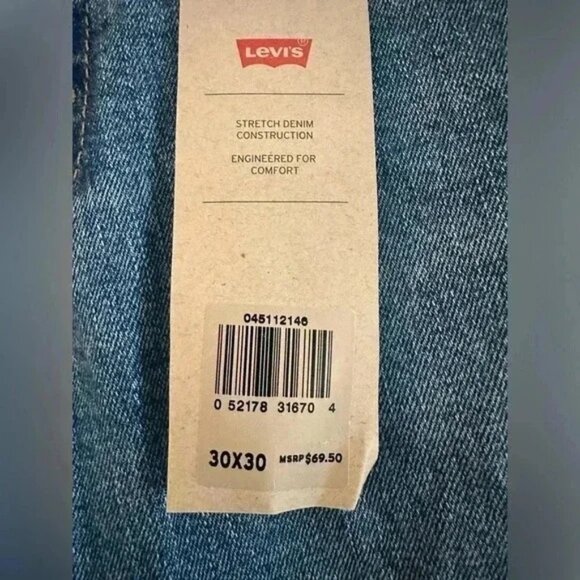 Levi's ®
STRETCH DENIM
CONSTRUCTION
ENGINEERED FOR
COMFORT
045112146
0 52178 31670 4
30X30 MSRP $69.50